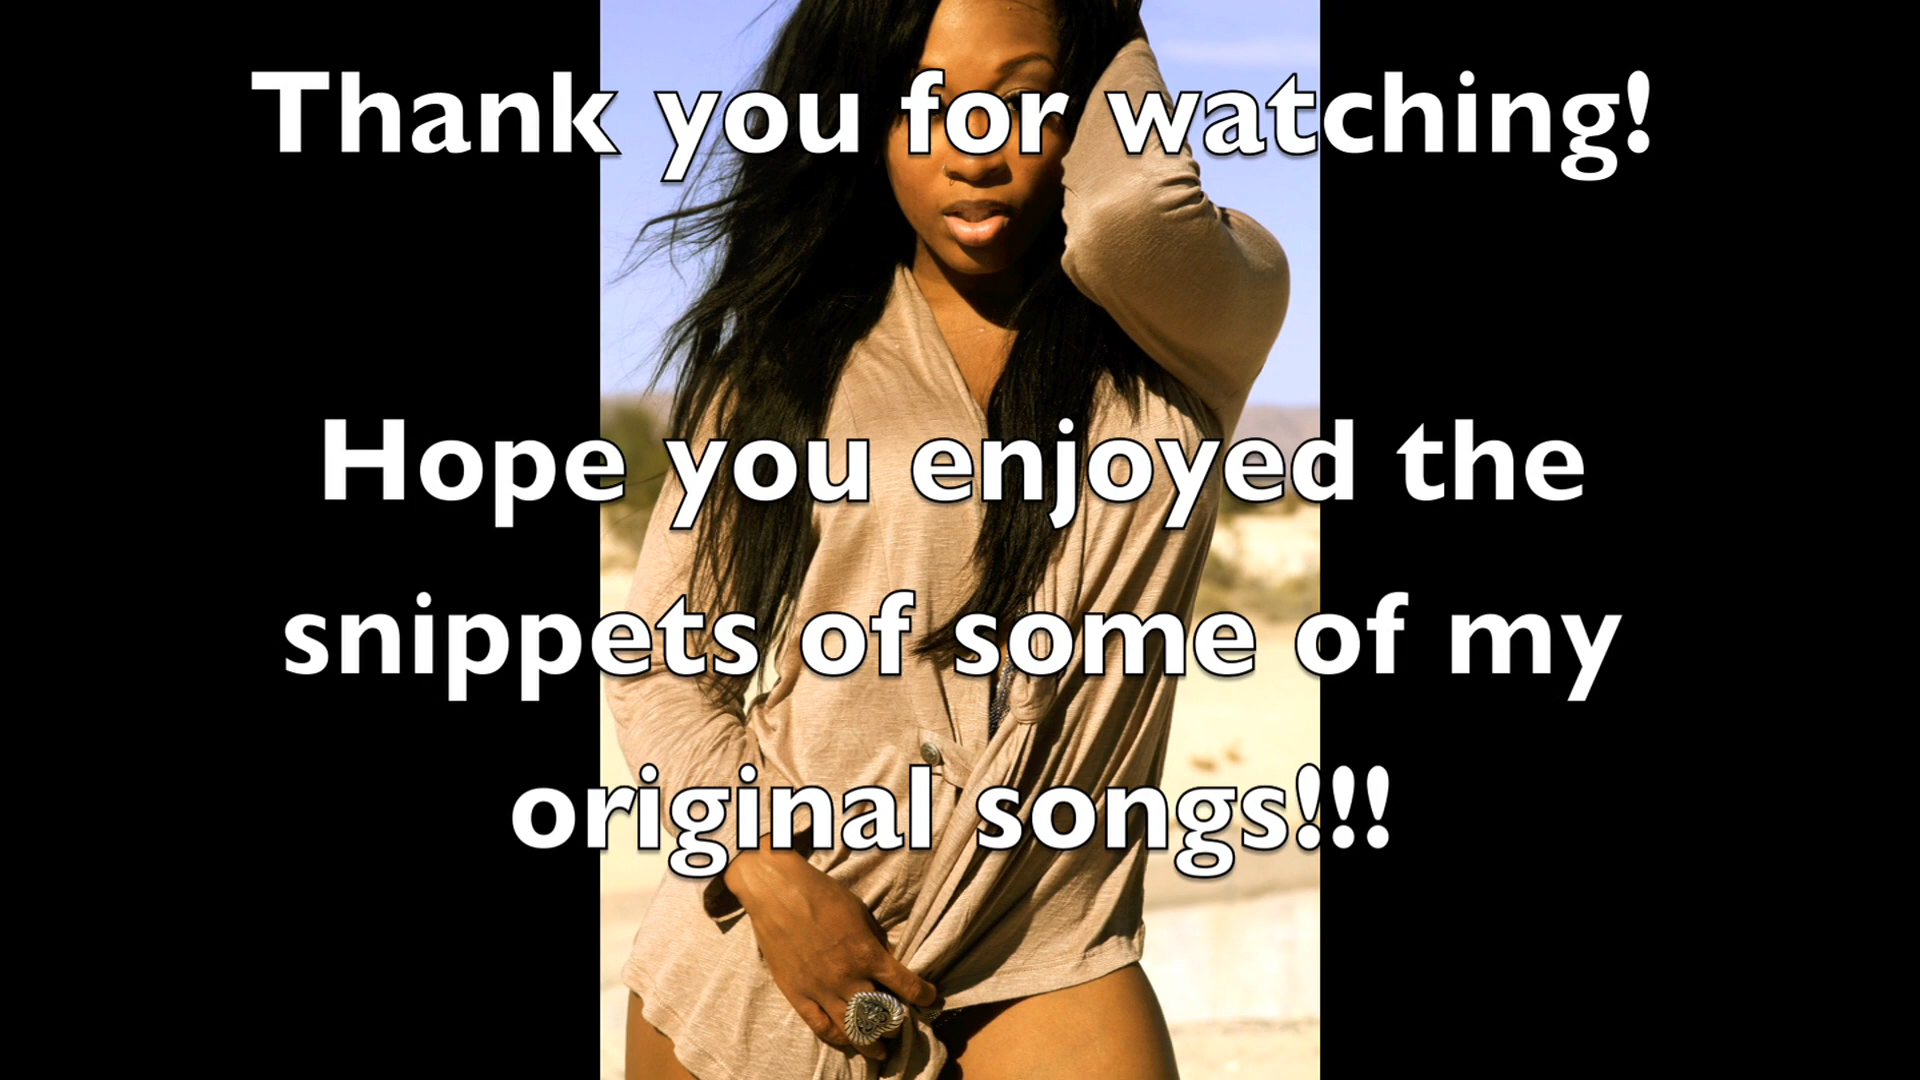 Thank you for watching!
Hope you enjoyed the
snippets of some of my
original songs!!!